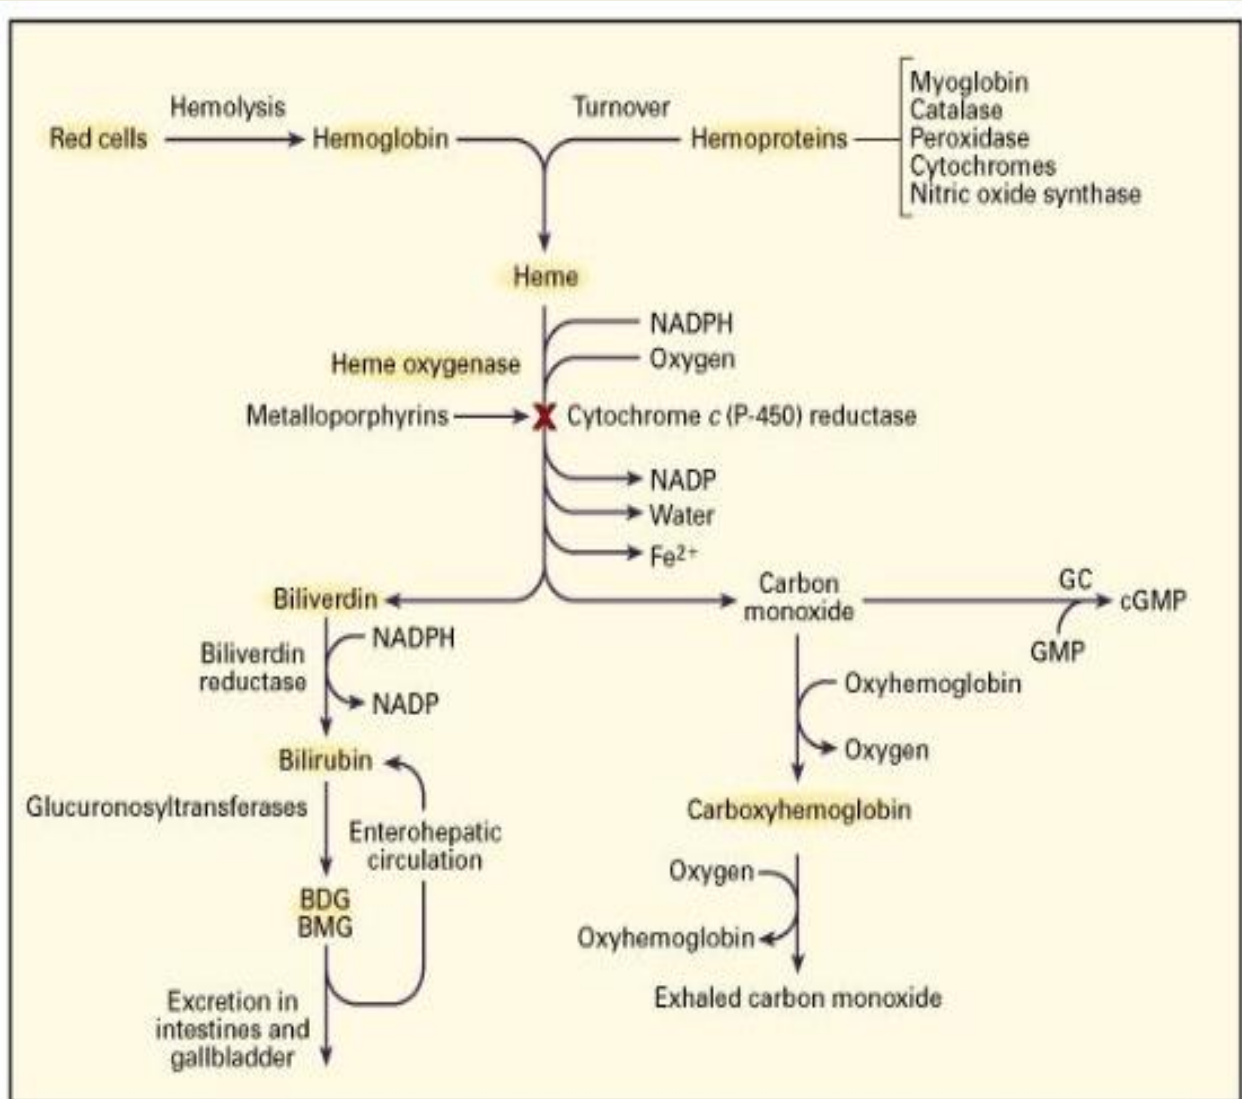 Hemolysis
Turnover
Red cells
Hemoglobin
Hemoproteins
Myoglobin
Catalase
Peroxidase
Cytochromes
Nitric oxide synthase
Heme
NADPH
Oxygen
Heme oxygenase
Metalloporphyrins
X
Cytochrome c (P-450) reductase
NADP
Water
Fe²⁺
Biliverdin
Carbon
monoxide
GC
cGMP
GMP
Biliverdin
reductase
NADPH
NADP
Oxyhemoglobin
Oxygen
Bilirubin
Glucuronosyltransferases
Enterohepatic
circulation
Carboxyhemoglobin
BDG
BMG
Oxygen
Oxyhemoglobin
Excretion in
intestines and
gallbladder
Exhaled carbon monoxide